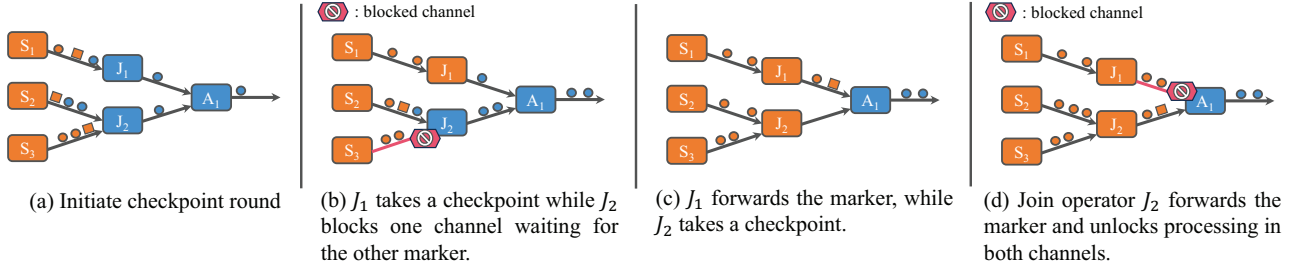 S1
J1
S2
A1
J2
S3
(a) Initiate checkpoint round
: blocked channel
S1
J1
S2
A1
J2
S3
(b) J1 takes a checkpoint while J2
blocks one channel waiting for
the other marker.
S1
J1
S2
A1
J2
S3
(c) J1 forwards the marker, while
J2 takes a checkpoint.
: blocked channel
S1
J1
S2
A1
J2
S3
(d) Join operator J2 forwards the
marker and unlocks processing in
both channels.